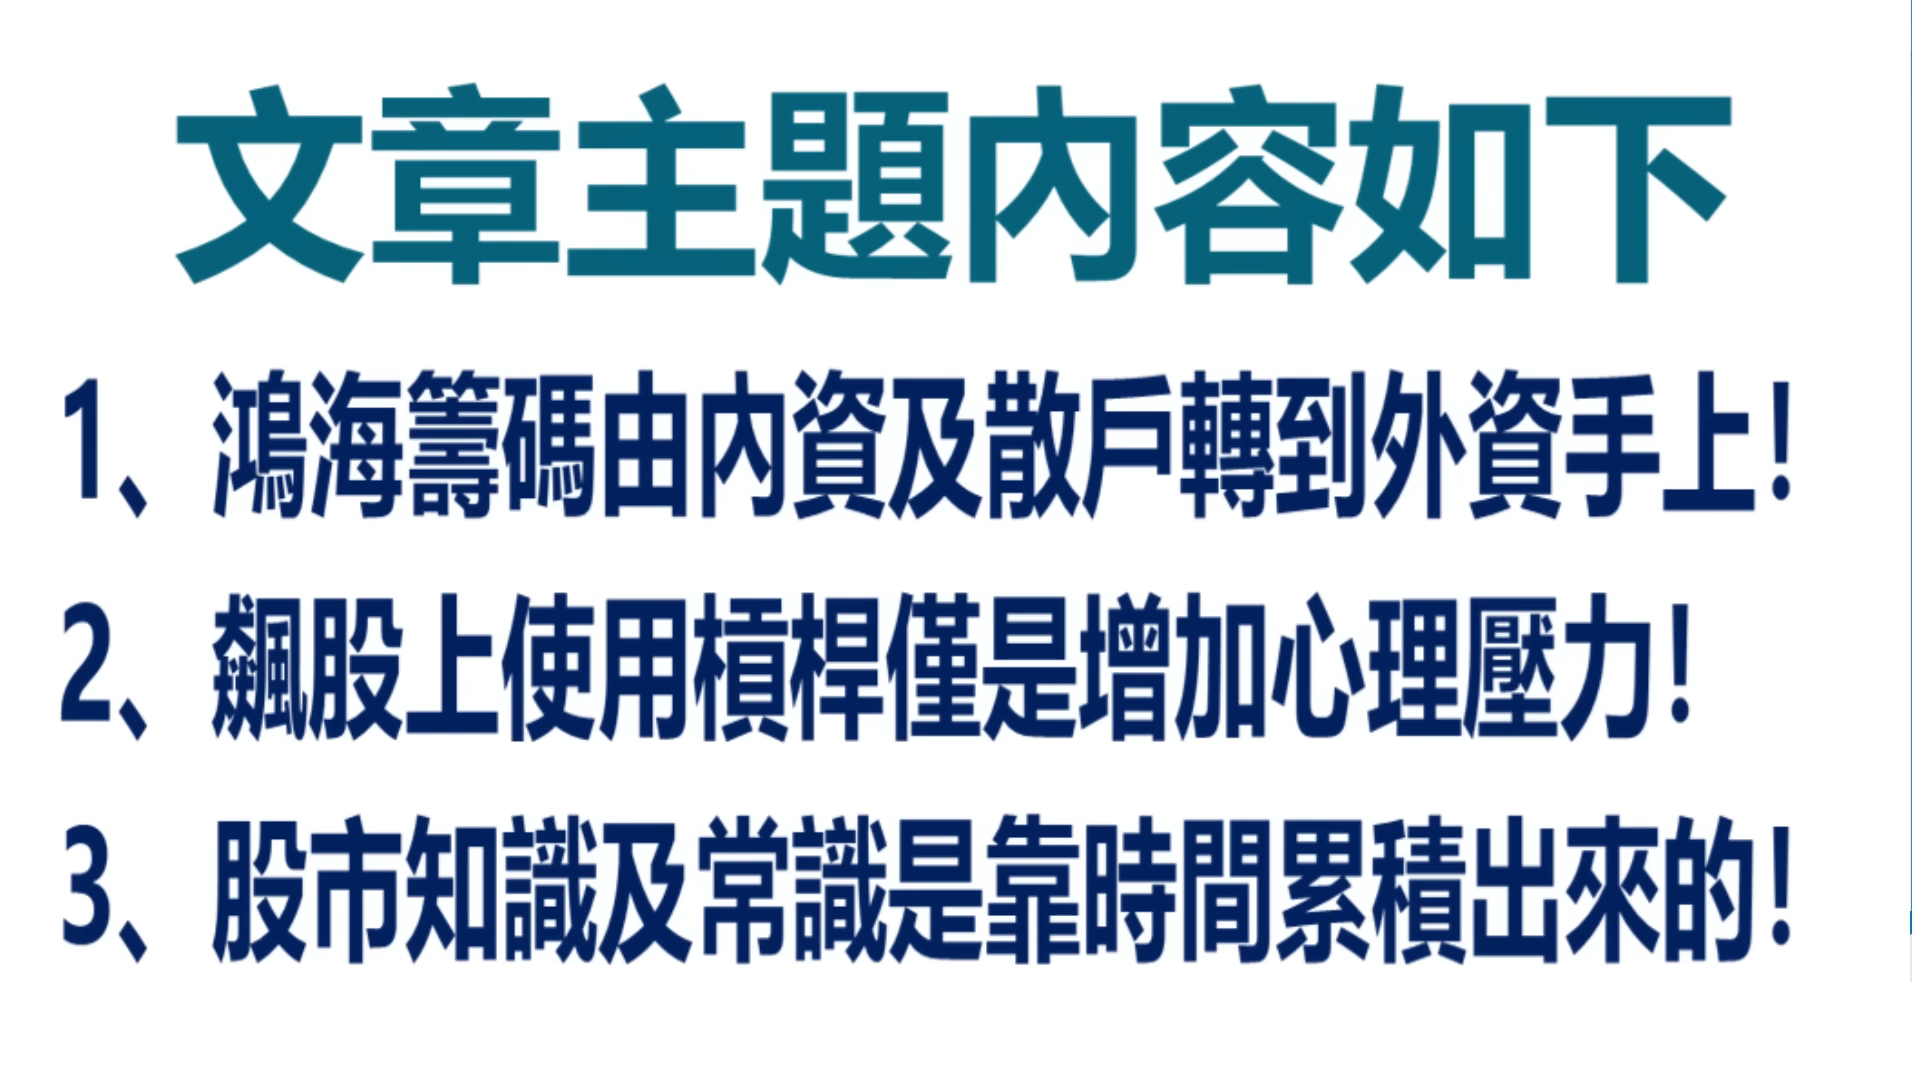 文章主題內容如下
1、鴻海籌碼由內資及散戶轉到外資手上!
2、飆股上使用槓桿僅是增加心理壓力!
3、股市知識及常識是靠時間累積出來的!